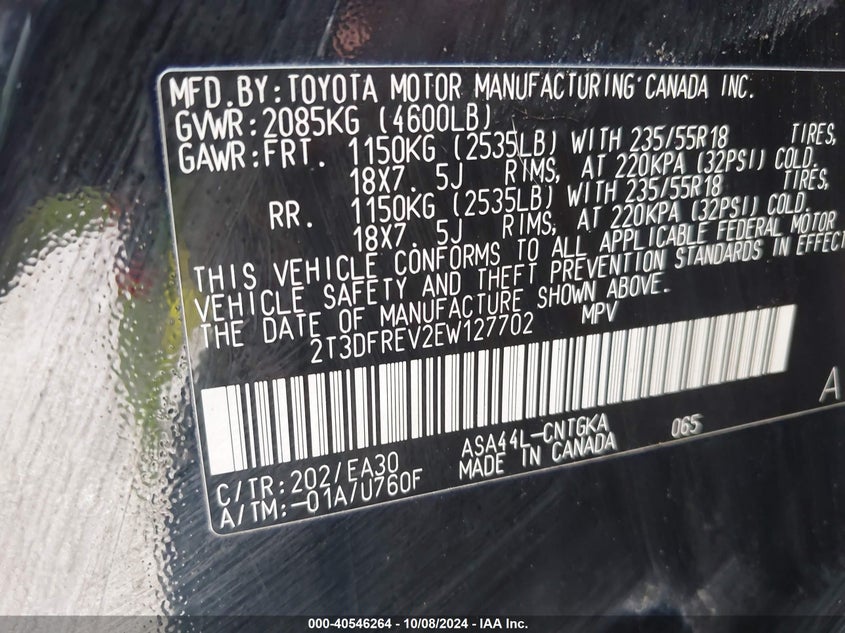 MFD.BY:TOYOTA MOTOR MANUFACTURING CANADA INC.
GVWR:2085KG (4600LB)
GAWR:FRT. 1150KG (2535LB) WITH 235/55R18 TIRES,
18X7. 5J RIMS, AT 220KPA (32PSI) COLD.
RR. 1150KG (2535LB) WITH 235/55R18 TIRES,
18X7. 5J RIMS, AT 220KPA (32PSI) COLD.
THIS VEHICLE CONFORMS TO ALL APPLICABLE FEDERAL MOTOR
VEHICLE SAFETY AND THEFT PREVENTION STANDARDS IN EFFECT
THE DATE OF MANUFACTURE SHOWN ABOVE.
2T3DFREV2EW127702 MPV
A
ASA44L-CNTGKA 065
C/TR:202/EA30 MADE IN CANADA
A/TM:-01A/U760F
000-40546264 - 10/08/2024 - IAA Inc.